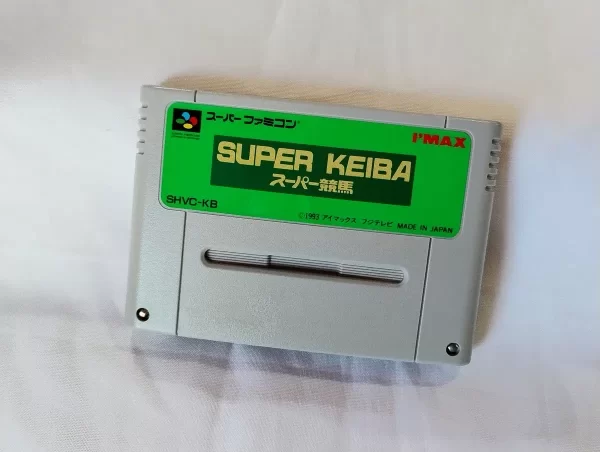 スーパーファミコン
I'MAX
SUPER KEIBA
スーパー競馬
SHVC-KB
©1993 アイマックス フジテレビ MADE IN JAPAN